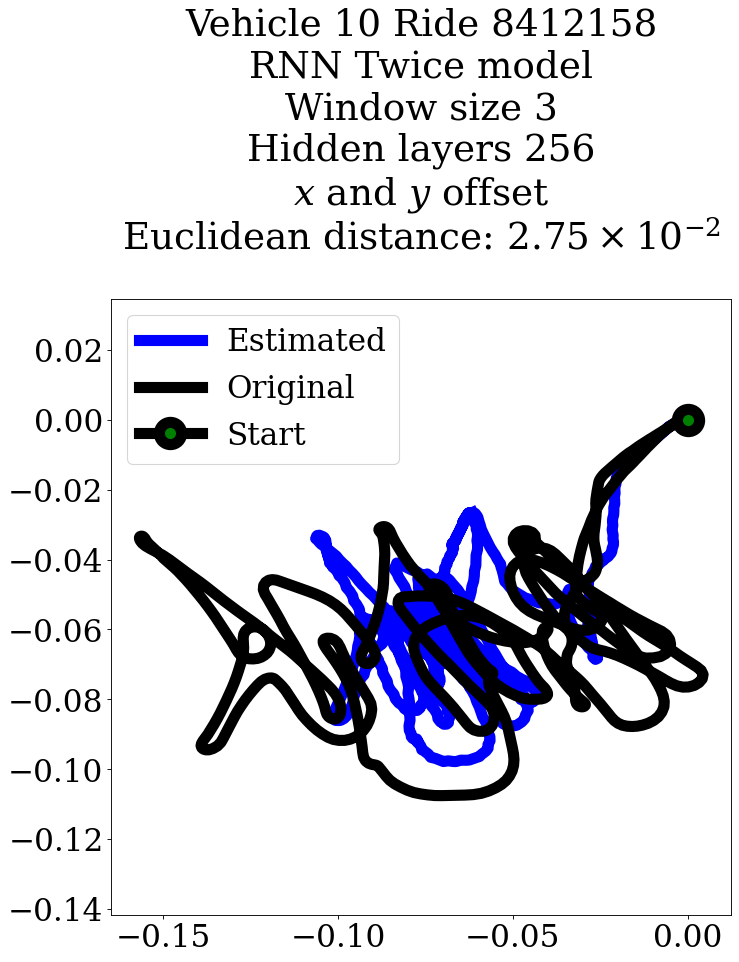 Vehicle 10 Ride 8412158
RNN Twice model
Window size 3
Hidden layers 256
x and y offset
Euclidean distance: 2.75 × 10⁻²
Estimated
Original
Start
0.02
0.00
−0.02
−0.04
−0.06
−0.08
−0.10
−0.12
−0.14
−0.15
−0.10
−0.05
0.00